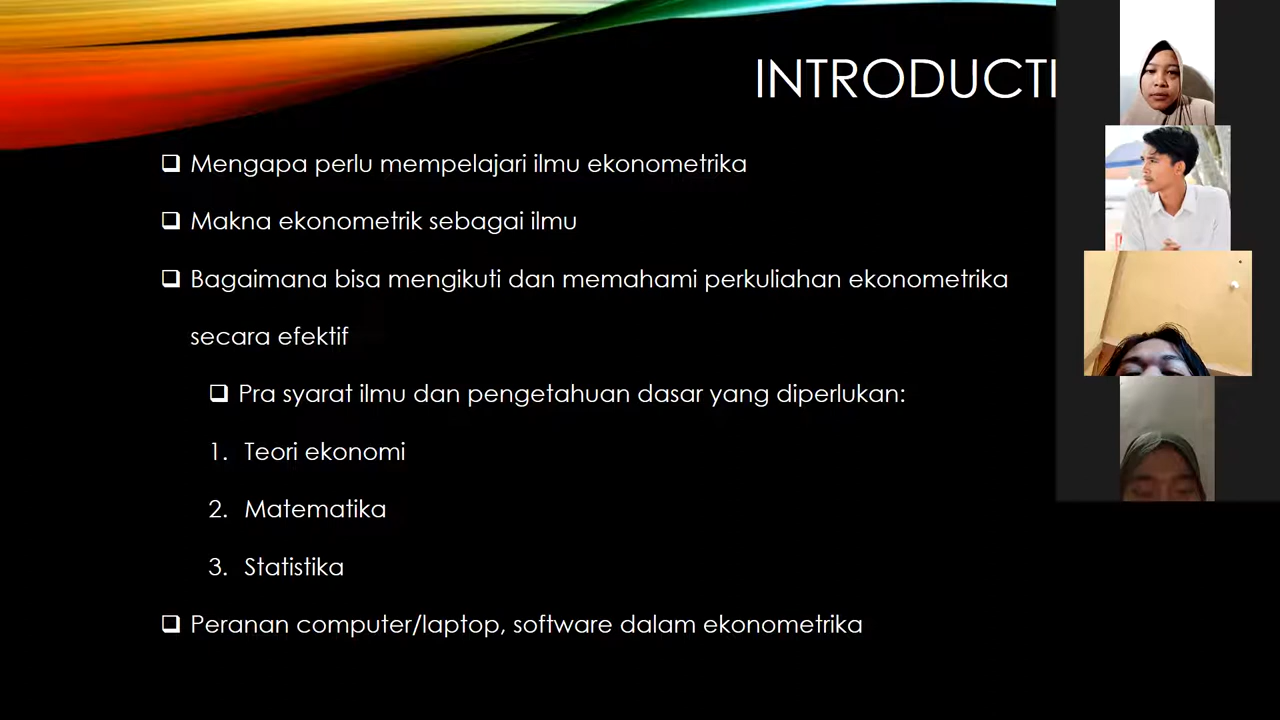 INTRODUCTI
Mengapa perlu mempelajari ilmu ekonometrika
Makna ekonometrik sebagai ilmu
Bagaimana bisa mengikuti dan memahami perkuliahan ekonometrika
secara efektif
Pra syarat ilmu dan pengetahuan dasar yang diperlukan:
1. Teori ekonomi
2. Matematika
3. Statistika
Peranan computer/laptop, software dalam ekonometrika